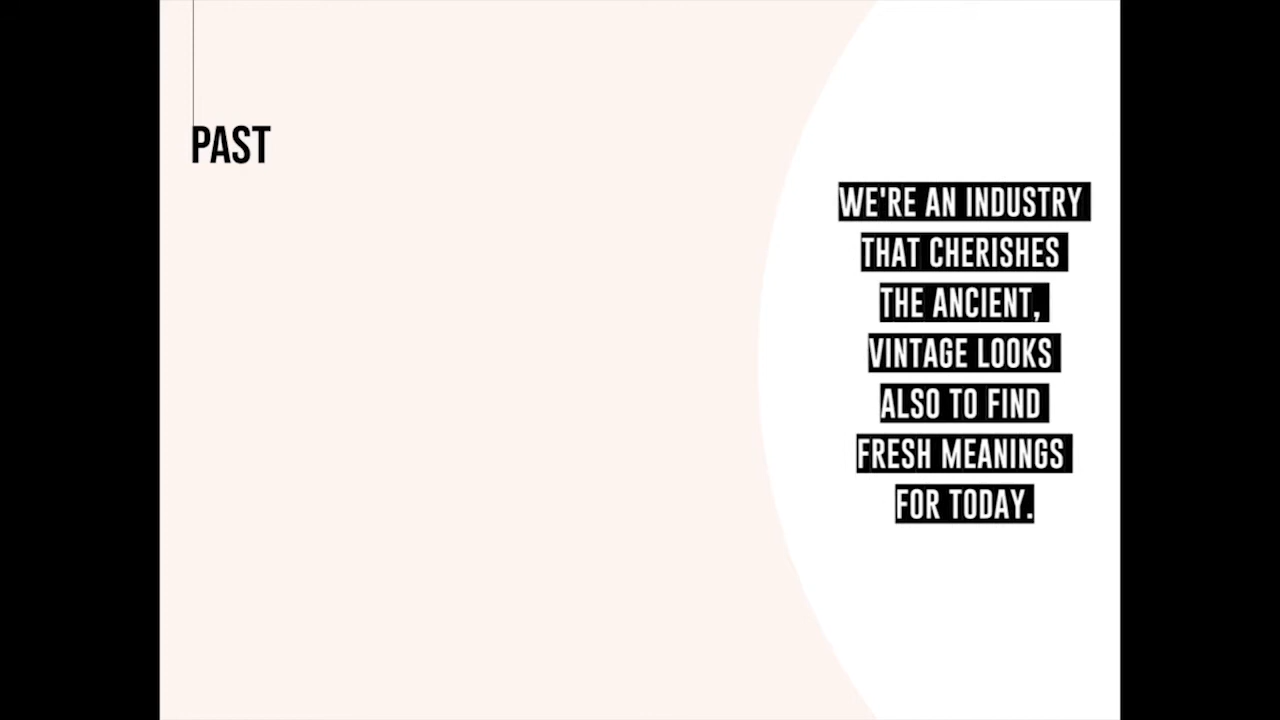 PAST
WE'RE AN INDUSTRY
THAT CHERISHES
THE ANCIENT,
VINTAGE LOOKS
ALSO TO FIND
FRESH MEANINGS
FOR TODAY.